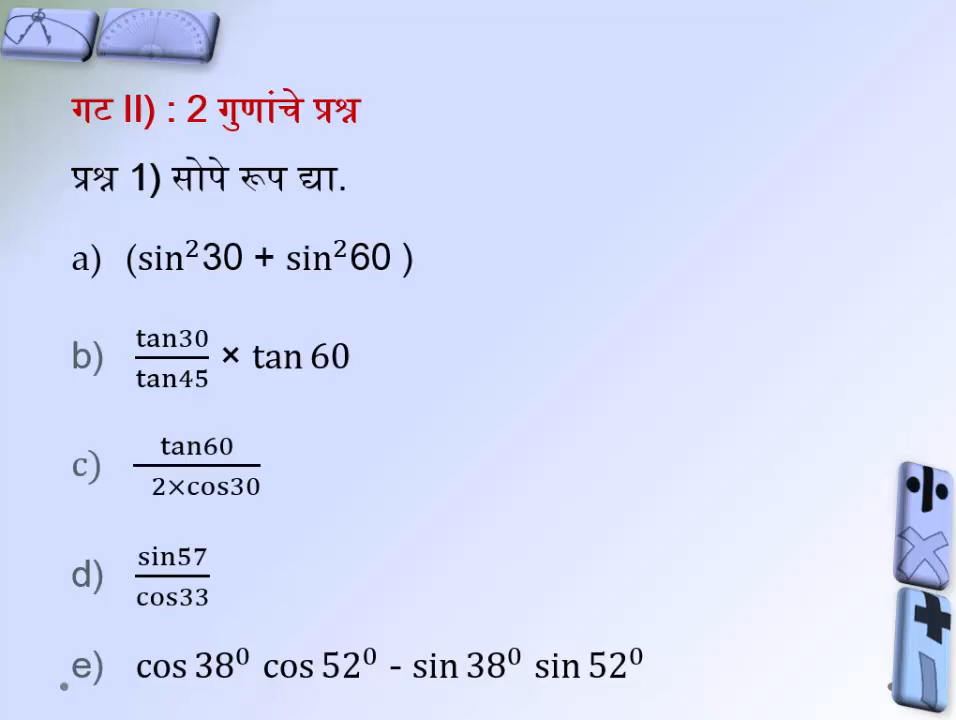 गट II) : 2 गुणांचे प्रश्न
प्रश्न 1) सोपे रूप द्या.
a) (sin²30 + sin²60 )
b) tan30/tan45 × tan 60
c) tan60/2×cos30
d) sin57/cos33
e) cos 38⁰ cos 52⁰ - sin 38⁰ sin 52⁰